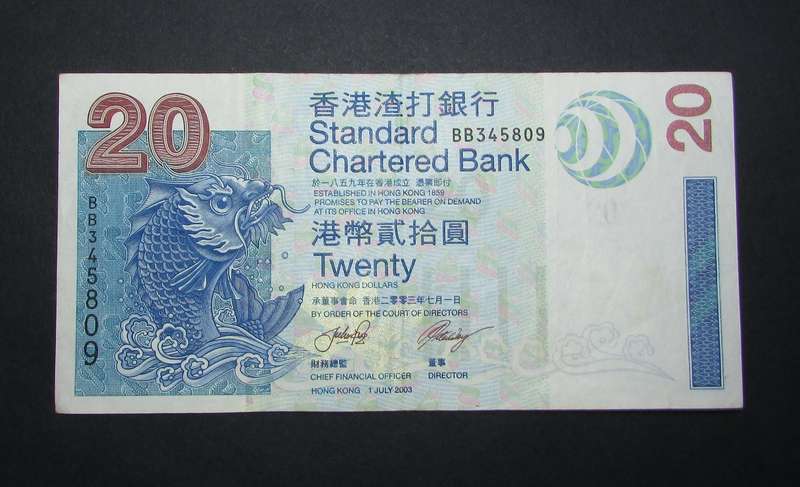 20
香港渣打銀行
Standard
Chartered Bank
BB345809
於一八五九年在香港成立 憑票即付
ESTABLISHED IN HONG KONG 1859
PROMISES TO PAY THE BEARER ON DEMAND
AT ITS OFFICE IN HONG KONG
港幣貳拾圓
Twenty
HONG KONG DOLLARS
承董事會命 香港二零零三年七月一日
BY ORDER OF THE COURT OF DIRECTORS
財務總監
董事
CHIEF FINANCIAL OFFICER
DIRECTOR
HONG KONG 1 JULY 2003
BB345809
20